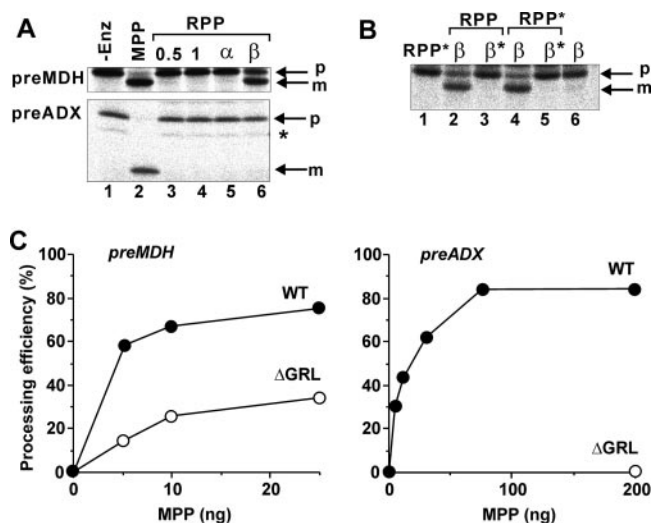 A
-Enz
MPP
RPP
0.5 1 α β
preMDH
p
m
preADX
p
*
m
1 2 3 4 5 6
B
RPP RPP*
RPP* β β* β β* β
p
m
1 2 3 4 5 6
C
preMDH
WT
ΔGRL
Processing efficiency (%)
100
80
60
40
20
0
0 10 20
MPP (ng)
preADX
WT
ΔGRL
100
80
60
40
20
0
0 100 200
MPP (ng)